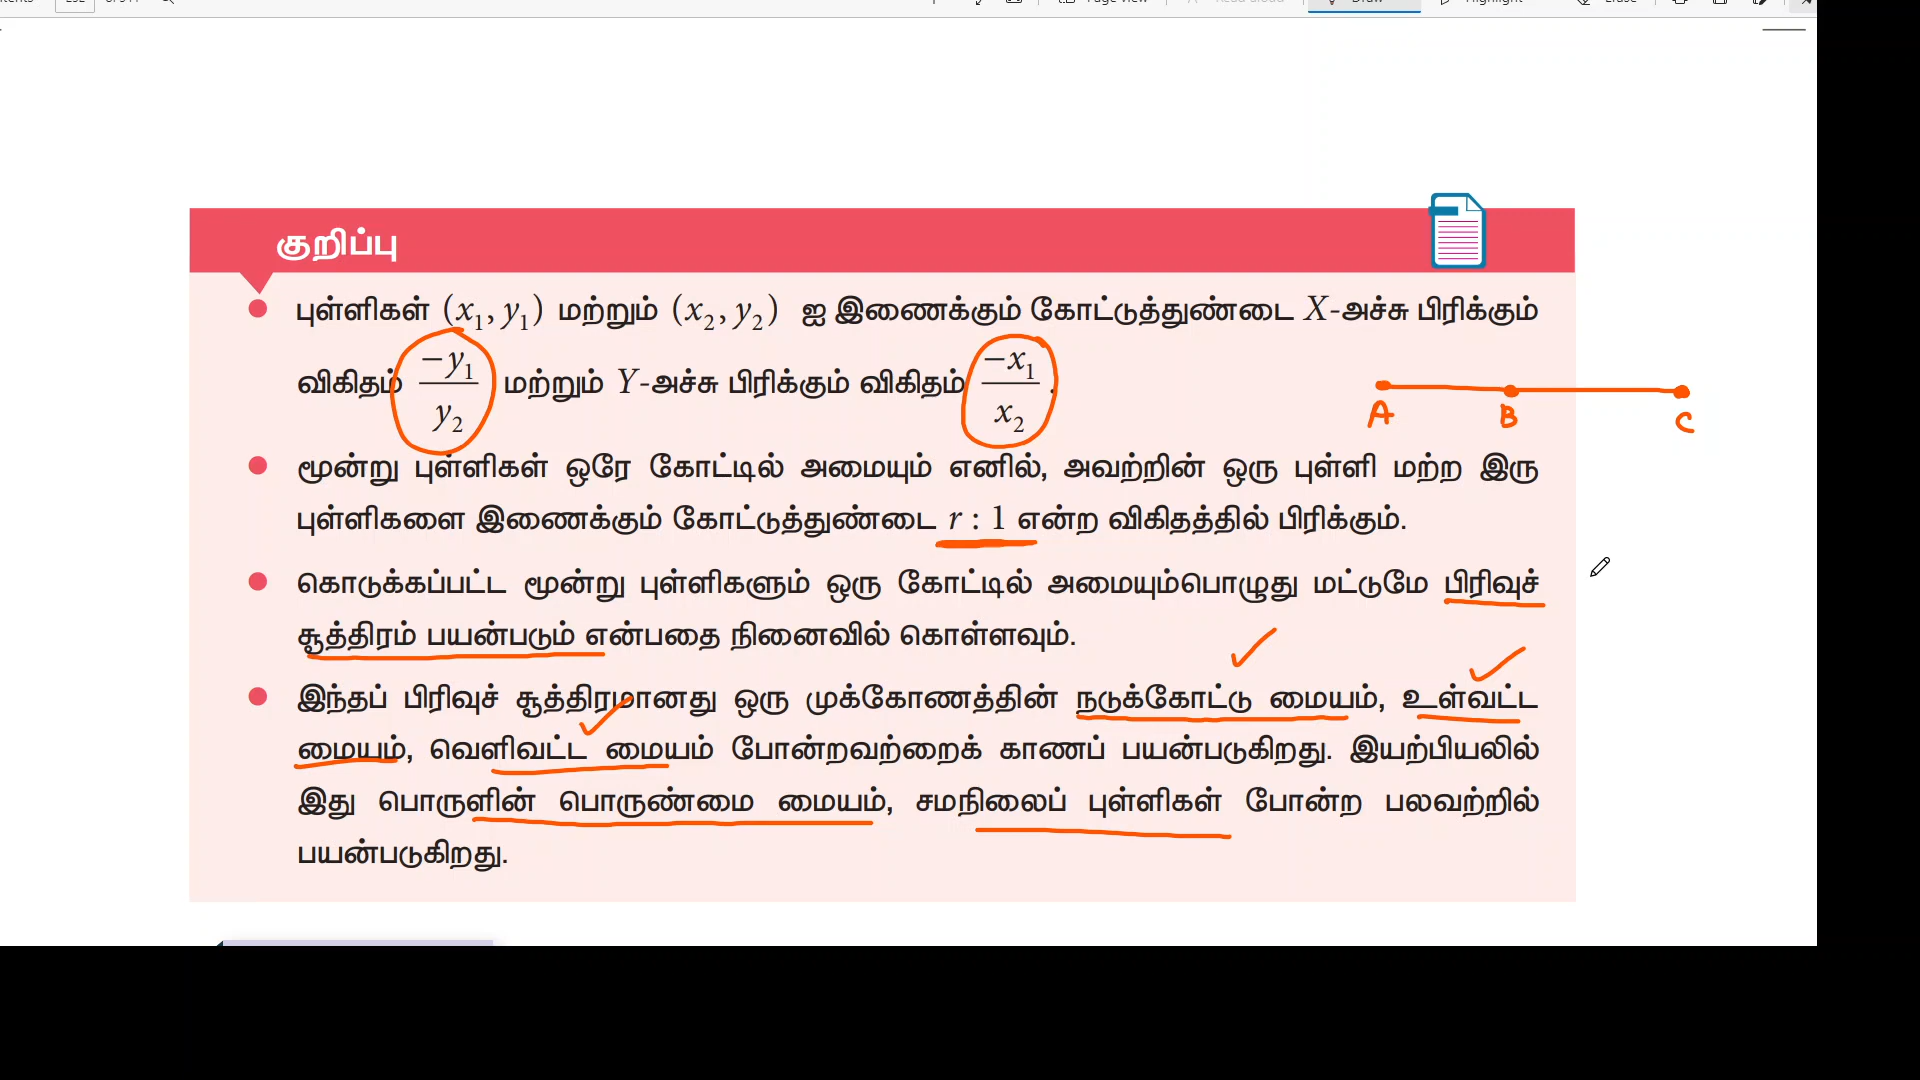 குறிப்பு
புள்ளிகள் (x₁, y₁) மற்றும் (x₂, y₂) ஐ இணைக்கும் கோட்டுத்துண்டை X-அச்சு பிரிக்கும்
விகிதம் −y₁/y₂ மற்றும் Y-அச்சு பிரிக்கும் விகிதம் −x₁/x₂ .
A B C
மூன்று புள்ளிகள் ஒரே கோட்டில் அமையும் எனில், அவற்றின் ஒரு புள்ளி மற்ற இரு
புள்ளிகளை இணைக்கும் கோட்டுத்துண்டை r : 1 என்ற விகிதத்தில் பிரிக்கும்.
கொடுக்கப்பட்ட மூன்று புள்ளிகளும் ஒரு கோட்டில் அமையும்பொழுது மட்டுமே பிரிவுச்
சூத்திரம் பயன்படும் என்பதை நினைவில் கொள்ளவும்.
இந்தப் பிரிவுச் சூத்திரமானது ஒரு முக்கோணத்தின் நடுக்கோட்டு மையம், உள்வட்ட
மையம், வெளிவட்ட மையம் போன்றவற்றைக் காணப் பயன்படுகிறது. இயற்பியலில்
இது பொருளின் பொருண்மை மையம், சமநிலைப் புள்ளிகள் போன்ற பலவற்றில்
பயன்படுகிறது.